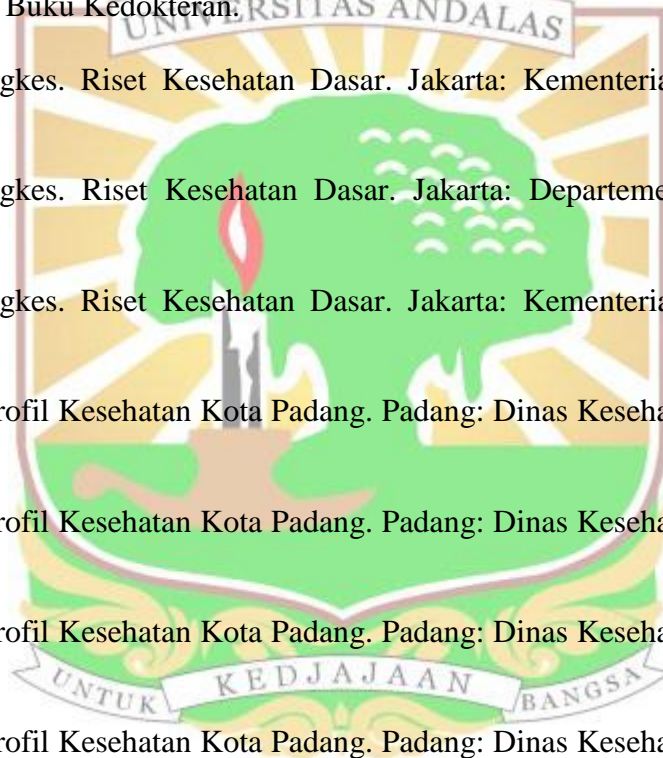 Buku Kedokteran.
UNIVERSITAS ANDALAS
gkes. Riset Kesehatan Dasar. Jakarta: Kementeria
gkes. Riset Kesehatan Dasar. Jakarta: Departeme
gkes. Riset Kesehatan Dasar. Jakarta: Kementeria
rofil Kesehatan Kota Padang. Padang: Dinas Keseha
rofil Kesehatan Kota Padang. Padang: Dinas Keseha
rofil Kesehatan Kota Padang. Padang: Dinas Keseha
UNTUK KEDJAJAAN BANGSA
rofil Kesehatan Kota Padang. Padang: Dinas Keseha